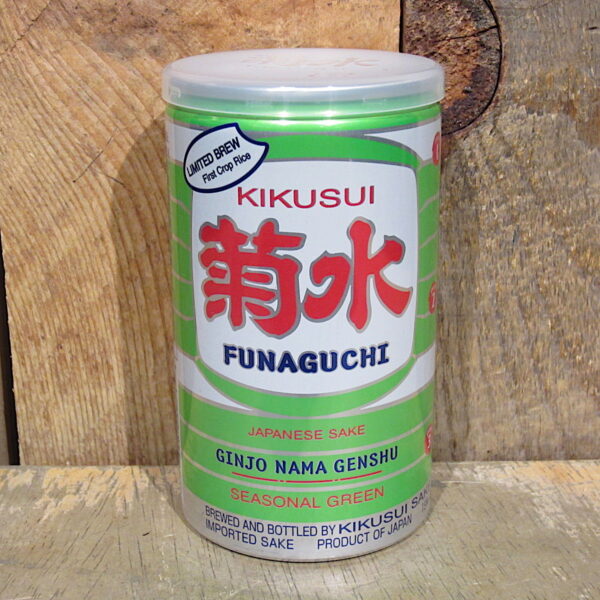 LIMITED BREW
First Crop Rice
KIKUSUI
菊水
FUNAGUCHI
JAPANESE SAKE
GINJO NAMA GENSHU
SEASONAL GREEN
BREWED AND BOTTLED BY KIKUSUI
IMPORTED SAKE PRODUCT OF JAPAN